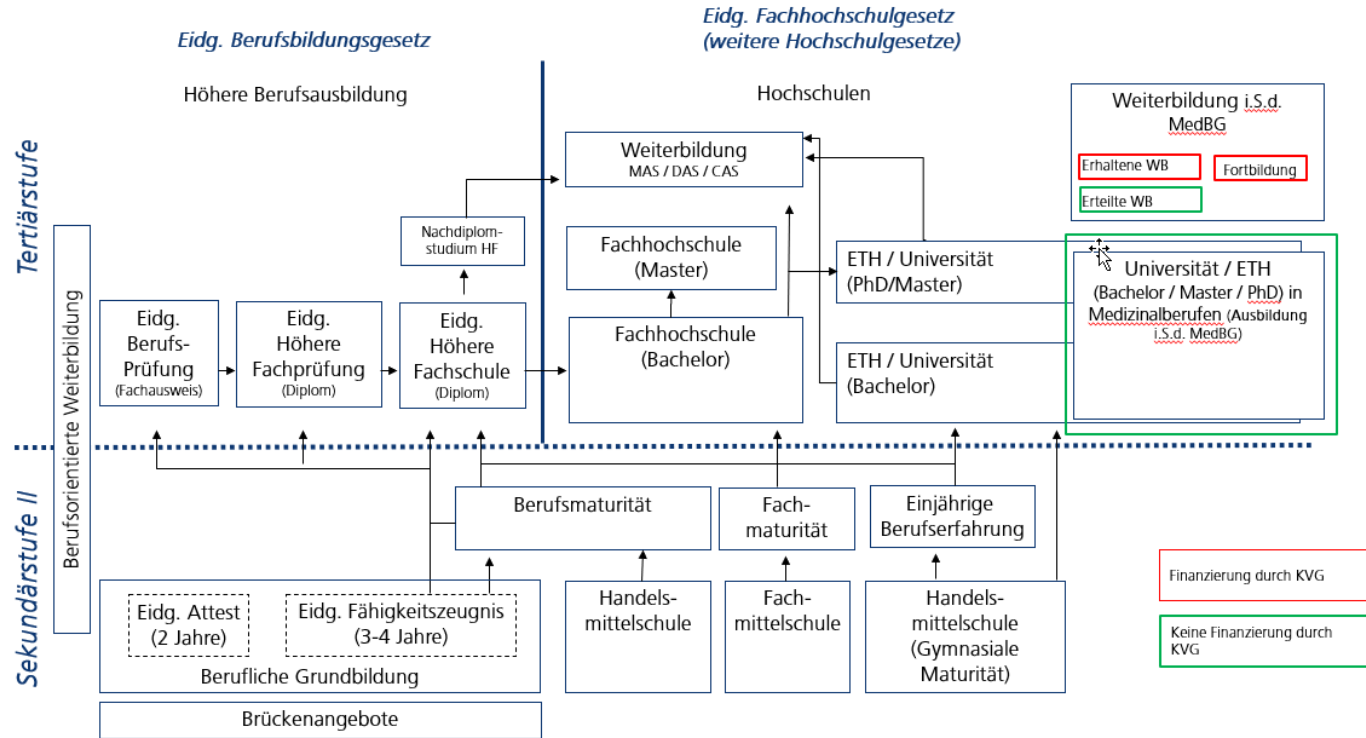 Eidg. Berufsbildungsgesetz
Eidg. Fachhochschulgesetz
(weitere Hochschulgesetze)
Tertiärstufe
Höhere Berufsausbildung
Hochschulen
Weiterbildung i.S.d.
MedBG
Erhaltene WB
Fortbildung
Erteilte WB
Weiterbildung
MAS / DAS / CAS
Nachdiplom-
studium HF
Fachhochschule
(Master)
ETH / Universität
(PhD/Master)
Universität / ETH
(Bachelor / Master / PhD) in
Medizinalberufen (Ausbildung
i.S.d. MedBG)
Berufsorientierte Weiterbildung
Eidg.
Berufs-
Prüfung
(Fachausweis)
Eidg.
Höhere
Fachprüfung
(Diplom)
Eidg.
Höhere
Fachschule
(Diplom)
Fachhochschule
(Bachelor)
ETH / Universität
(Bachelor)
Sekundärstufe II
Berufsmaturität
Fach-
maturität
Einjährige
Berufserfahrung
Eidg. Attest
(2 Jahre)
Eidg. Fähigkeitszeugnis
(3-4 Jahre)
Berufliche Grundbildung
Handels-
mittelschule
Fach-
mittelschule
Handels-
mittelschule
(Gymnasiale
Maturität)
Brückenangebote
Finanzierung durch KVG
Keine Finanzierung durch
KVG